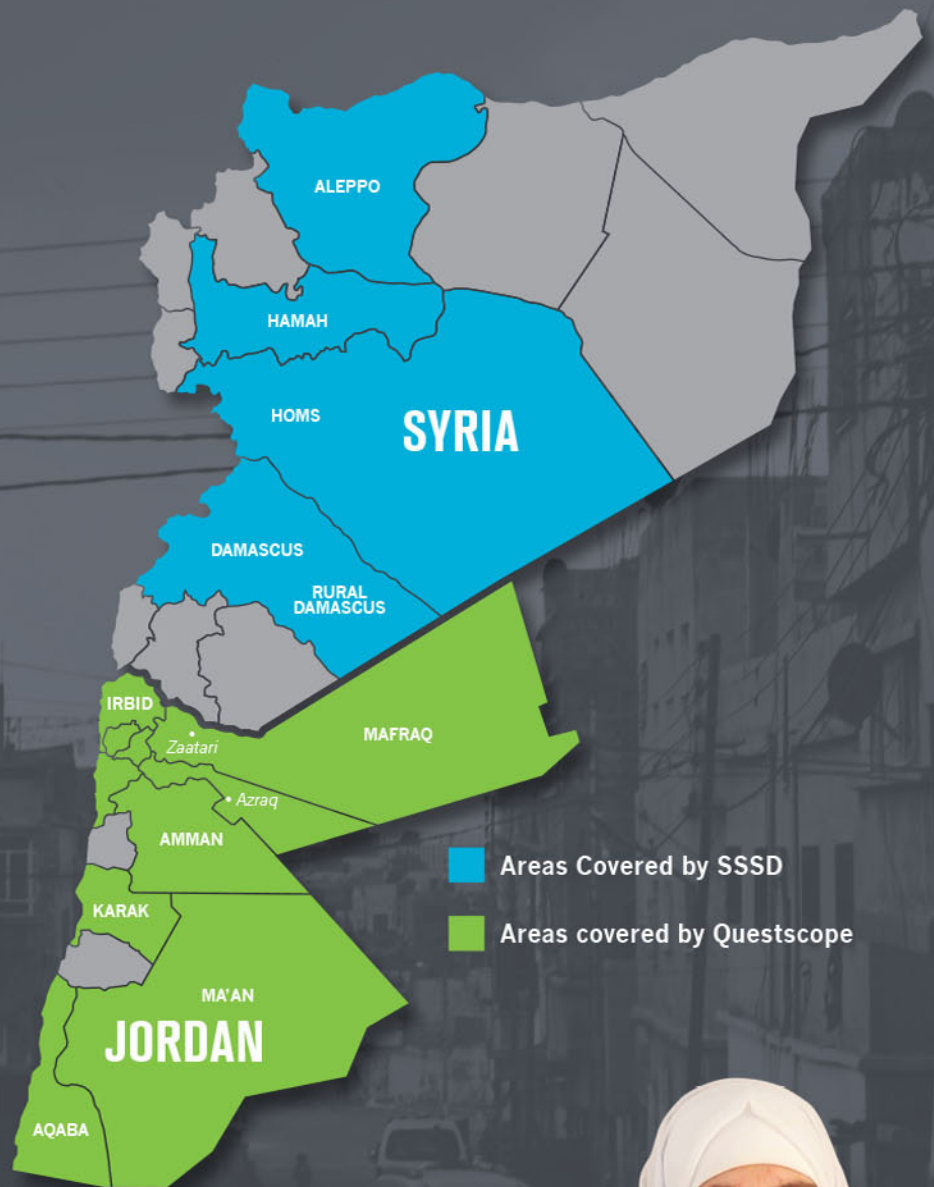 ALEPPO
HAMAH
HOMS
SYRIA
DAMASCUS
RURAL
DAMASCUS
IRBID
Zaatari
MAFRAQ
Azraq
AMMAN
Areas Covered by SSSD
KARAK
Areas covered by Questscope
MA'AN
JORDAN
AQABA